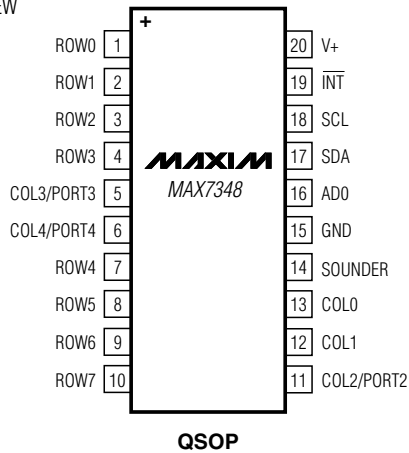 EW
+
ROW0 1
ROW1 2
ROW2 3
ROW3 4
COL3/PORT3 5
COL4/PORT4 6
ROW4 7
ROW5 8
ROW6 9
ROW7 10
MAXIM
MAX7348
20 V+
19 INT
18 SCL
17 SDA
16 AD0
15 GND
14 SOUNDER
13 COL0
12 COL1
11 COL2/PORT2
QSOP